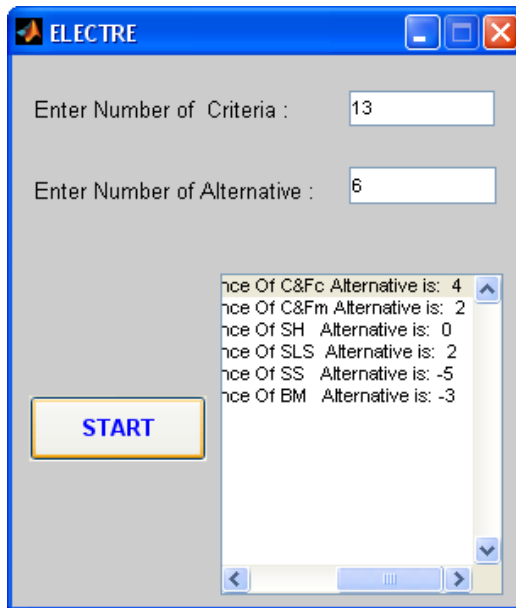 ELECTRE
Enter Number of Criteria :
13
Enter Number of Alternative :
6
nce Of C&Fc Alternative is: 4
nce Of C&Fm Alternative is: 2
nce Of SH Alternative is: 0
nce Of SLS Alternative is: 2
nce Of SS Alternative is: -5
nce Of BM Alternative is: -3
START